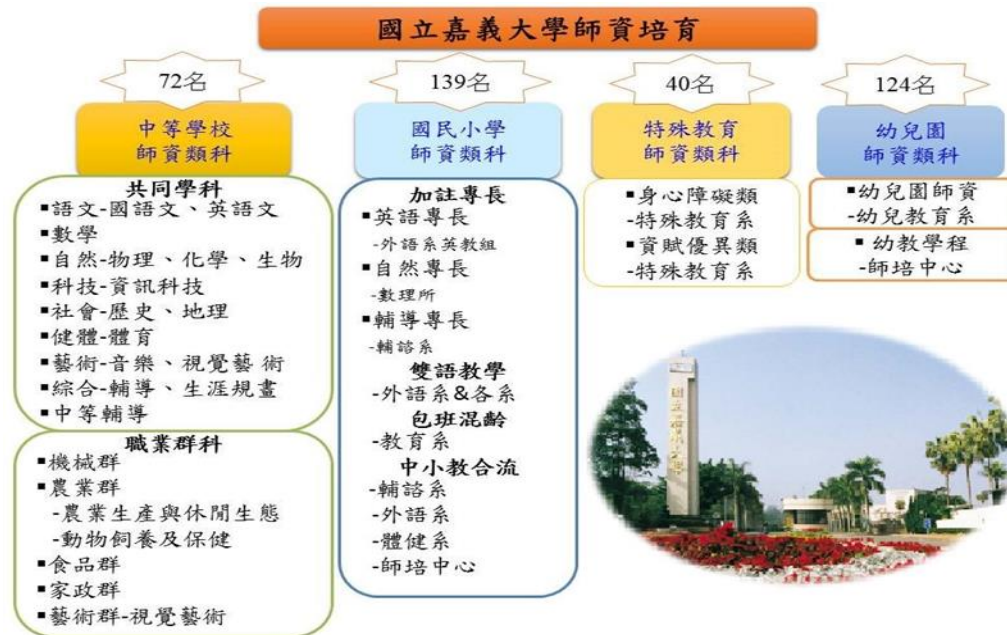 國立嘉義大學師資培育
72名
中等學校
師資類科
共同學科
▪語文-國語文、英語文
▪數學
▪自然-物理、化學、生物
▪科技-資訊科技
▪社會-歷史、地理
▪健體-體育
▪藝術-音樂、視覺藝 術
▪綜合-輔導、生涯規畫
▪中等輔導
職業群科
▪機械群
▪農業群
-農業生產與休閒生態
-動物飼養及保健
▪食品群
▪家政群
▪藝術群-視覺藝術
139名
國民小學
師資類科
加註專長
▪英語專長
-外語系英教組
▪自然專長
-數理所
▪輔導專長
-輔諮系
雙語教學
-外語系&各系
包班混齡
-教育系
中小教合流
-輔諮系
-外語系
-體健系
-師培中心
40名
特殊教育
師資類科
▪身心障礙類
-特殊教育系
▪資賦優異類
-特殊教育系
124名
幼兒園
師資類科
▪幼兒園師資
-幼兒教育系
▪ 幼教學程
-師培中心
國立嘉義大學